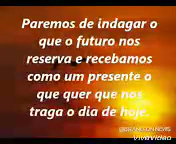 Paremos de indagar o
que o futuro nos
reserva e recebamos
como um presente o
que quer que nos
traga o dia de hoje.
VIVAVIDEO